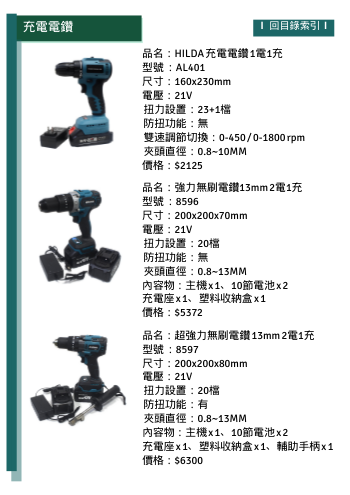 充電電鑽
I 回目錄索引 I
品名：HILDA充電電鑽1電1充
型號：AL401
尺寸：160x230mm
電壓：21V
扭力設置：23+1檔
防扭功能：無
雙速調節切換：0-450/0-1800rpm
夾頭直徑：0.8~10MM
價格：$2125
品名：強力無刷電鑽13mm2電1充
型號：8596
尺寸：200x200x70mm
電壓：21V
扭力設置：20檔
防扭功能：無
夾頭直徑：0.8~13MM
內容物：主機x1、10節電池x2
充電座x1、塑料收納盒x1
價格：$5372
品名：超強力無刷電鑽13mm2電1充
型號：8597
尺寸：200x200x80mm
電壓：21V
扭力設置：20檔
防扭功能：有
夾頭直徑：0.8~13MM
內容物：主機x1、10節電池x2
充電座x1、塑料收納盒x1、輔助手柄x1
價格：$6300